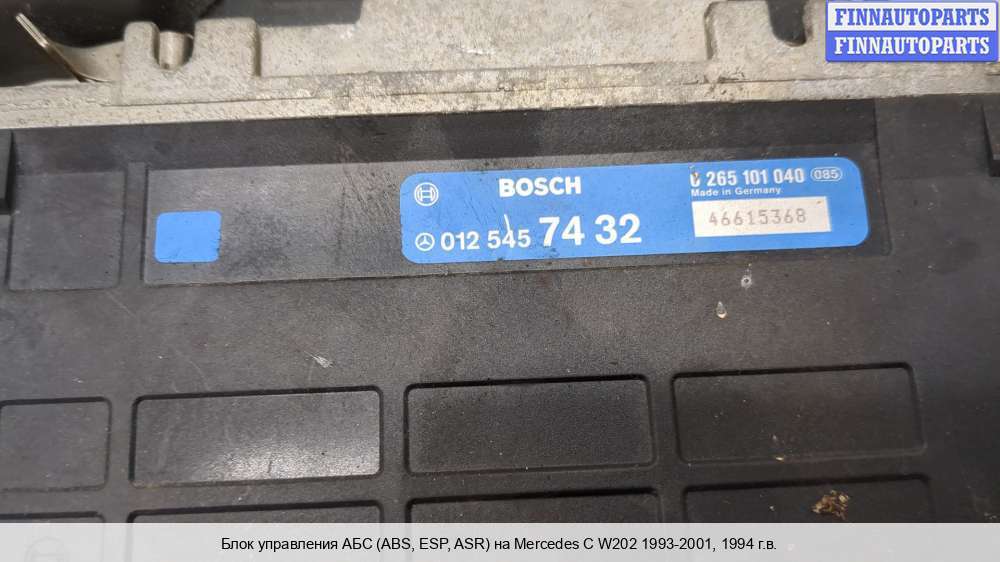 FINNAUTOPARTS
FINNAUTOPARTS
BOSCH
0 265 101 040 085
Made in Germany
012 545 74 32
46615368
Блок управления АБС (ABS, ESP, ASR) на Mercedes C W202 1993-2001, 1994 г.в.